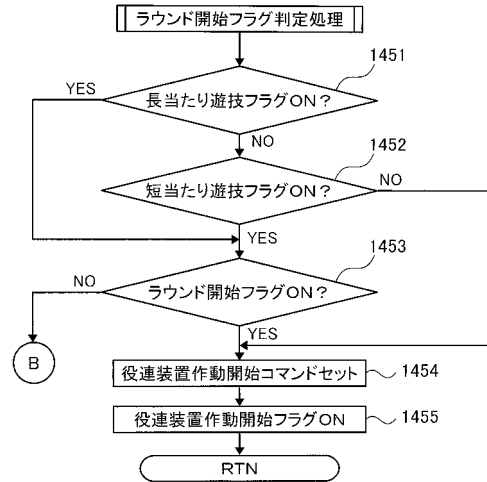 ラウンド開始フラグ判定処理
1451
YES
長当たり遊技フラグON？
NO
1452
短当たり遊技フラグON？
NO
YES
1453
NO
ラウンド開始フラグON？
YES
B
役連装置作動開始コマンドセット
1454
役連装置作動開始フラグON
1455
RTN